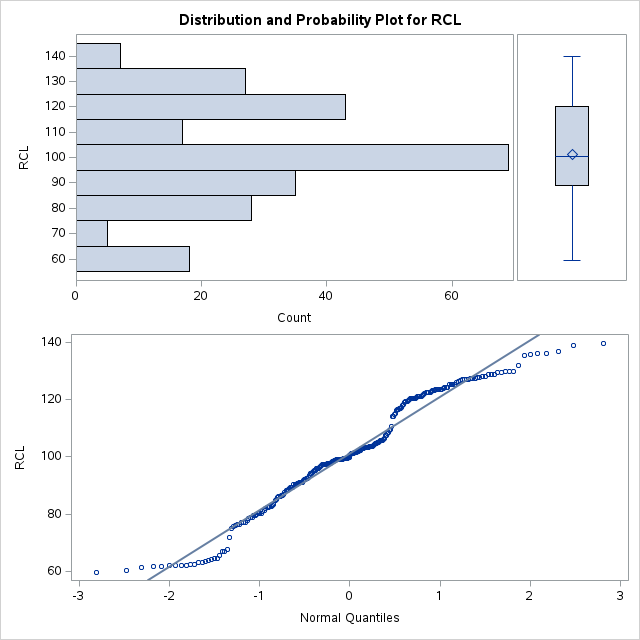 Distribution and Probability Plot for RCL
140
130
120
110
100
90
80
70
60
RCL
0 20 40 60
Count
140
120
100
80
60
RCL
-3 -2 -1 0 1 2 3
Normal Quantiles